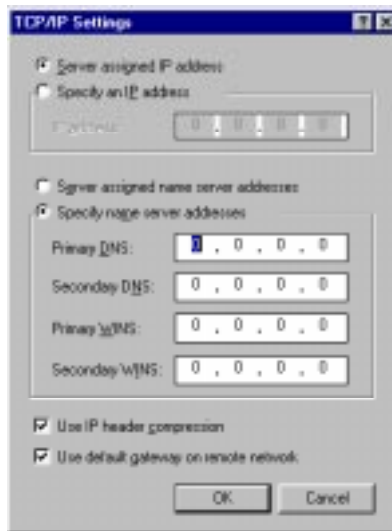 TCP/IP Settings
Server assigned IP address
Specify an IP address
IP address: 0 . 0 . 0 . 0
Server assigned name server addresses
Specify name server addresses
Primary DNS: 0 . 0 . 0 . 0
Secondary DNS: 0 . 0 . 0 . 0
Primary WINS: 0 . 0 . 0 . 0
Secondary WINS: 0 . 0 . 0 . 0
Use IP header compression
Use default gateway on remote network
OK Cancel